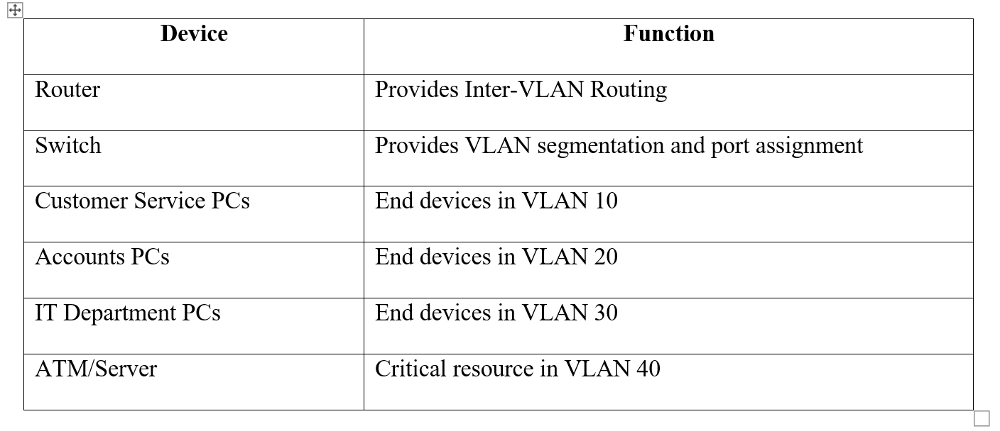 Device
Function
Router
Provides Inter-VLAN Routing
Switch
Provides VLAN segmentation and port assignment
Customer Service PCs
End devices in VLAN 10
Accounts PCs
End devices in VLAN 20
IT Department PCs
End devices in VLAN 30
ATM/Server
Critical resource in VLAN 40